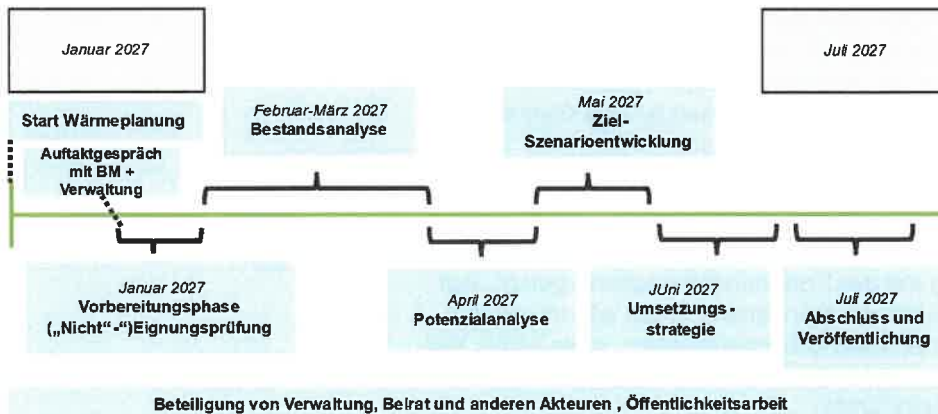 Januar 2027
Juli 2027
Start Wärmeplanung
Auftaktgespräch
mit BM +
Verwaltung
Februar-März 2027
Bestandsanalyse
Mai 2027
Ziel-
Szenarioentwicklung
Januar 2027
Vorbereitungsphase
(„Nicht“-“)Eignungsprüfung
April 2027
Potenzialanalyse
JUni 2027
Umsetzungs-
strategie
Juli 2027
Abschluss und
Veröffentlichung
Beteiligung von Verwaltung, Beirat und anderen Akteuren , Öffentlichkeitsarbeit